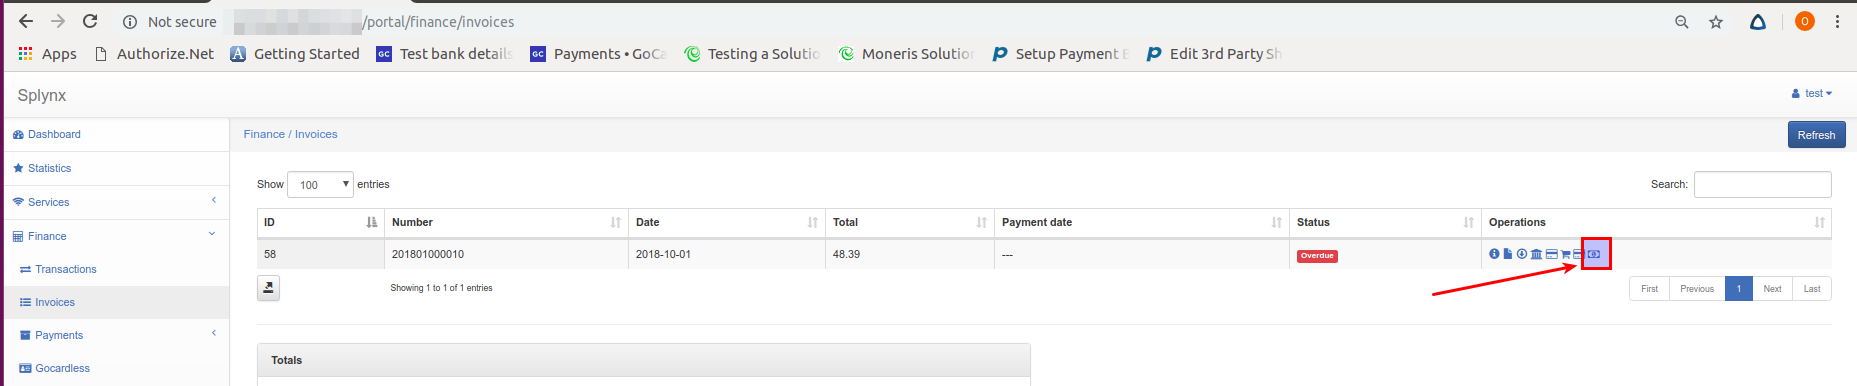 Not secure /portal/finance/invoices O
Apps Authorize.Net A Getting Started GC Test bank details GC Payments • GoCa Testing a Solutio Moneris Solution Setup Payment E Edit 3rd Party Sh
Splynx test
Dashboard Finance / Invoices Refresh
Statistics
Show 100 entries Search:
Services
ID Number Date Total Payment date Status Operations
Finance
58 201801000010 2018-10-01 48.39 --- Overdue
Transactions
Showing 1 to 1 of 1 entries First Previous 1 Next Last
Invoices
Payments
Totals
Gocardless